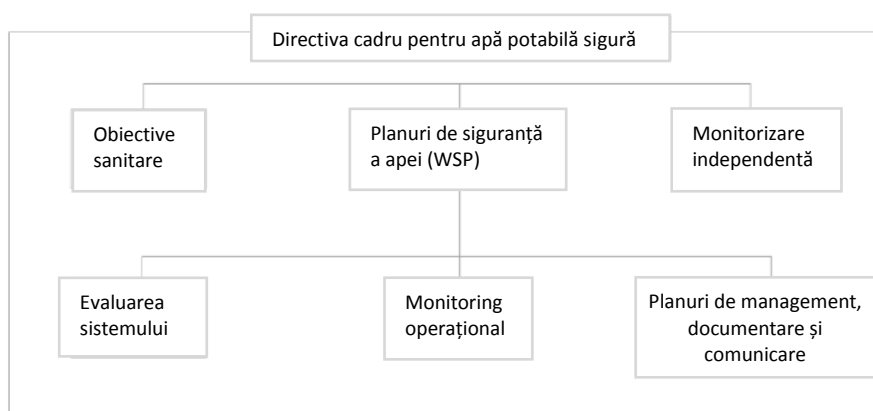 Directiva cadru pentru apă potabilă sigură
Obiective
sanitare
Planuri de siguranță
a apei (WSP)
Monitorizare
independentă
Evaluarea
sistemului
Monitoring
operațional
Planuri de management,
documentare și
comunicare